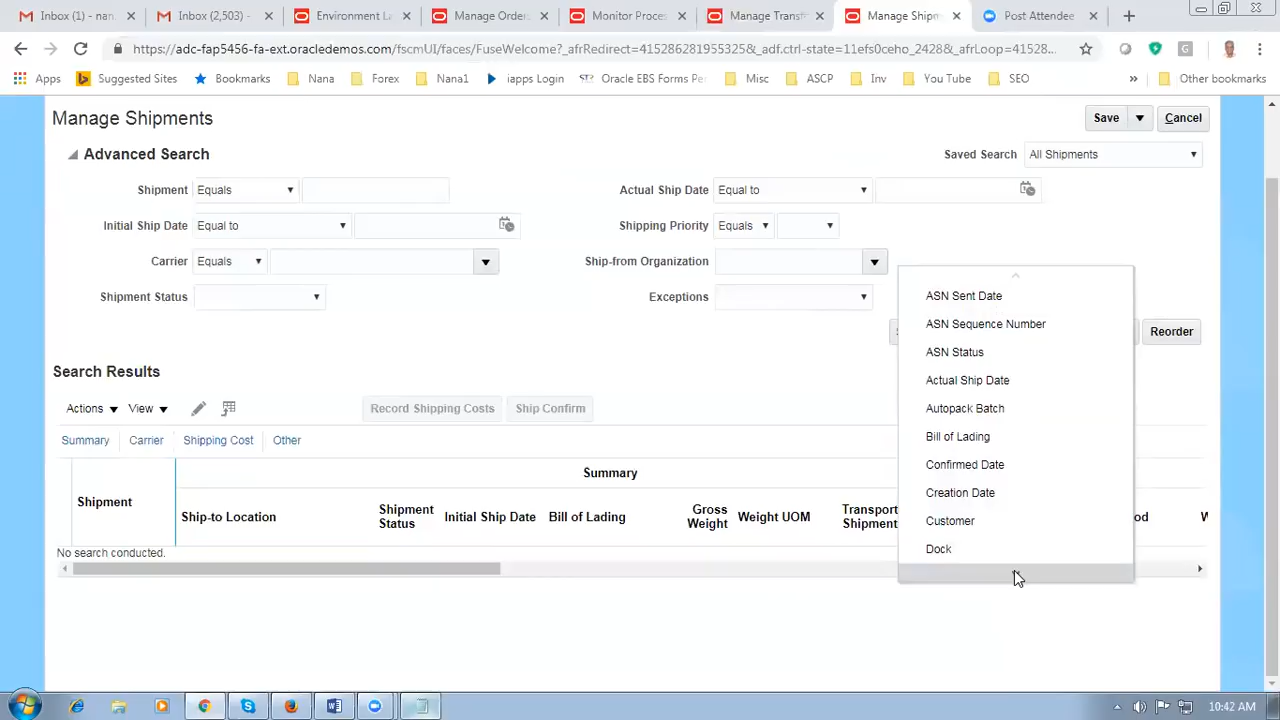 Inbox (1) - na
Inbox (2,503) -
Environment La
Manage Order
Monitor Proces
Manage Transf
Manage Shipm
Post Attendee
https://adc-fap5456-fa-ext.oracledemos.com/fscmUI/faces/FuseWelcome?_afrRedirect=415286281955325&_adf.ctrl-state=11efs0ceho_2428&_afrLoop=41528...
Apps
Suggested Sites
Bookmarks
Nana
Forex
Nana1
iapps Login
Oracle EBS Forms Pe
Misc
ASCP
Inv
You Tube
SEO
Other bookmarks
Manage Shipments
Save
Cancel
Advanced Search
Saved Search
All Shipments
Shipment
Equals
Actual Ship Date
Equal to
Initial Ship Date
Equal to
Shipping Priority
Equals
Carrier
Equals
Ship-from Organization
Shipment Status
Exceptions
Reorder
ASN Sent Date
ASN Sequence Number
ASN Status
Actual Ship Date
Autopack Batch
Bill of Lading
Confirmed Date
Creation Date
Customer
Dock
Search Results
Actions
View
Record Shipping Costs
Ship Confirm
Summary
Carrier
Shipping Cost
Other
Summary
Shipment
Ship-to Location
Shipment Status
Initial Ship Date
Bill of Lading
Gross Weight
Weight UOM
Transport
Shipment
od
W
No search conducted.
10:42 AM